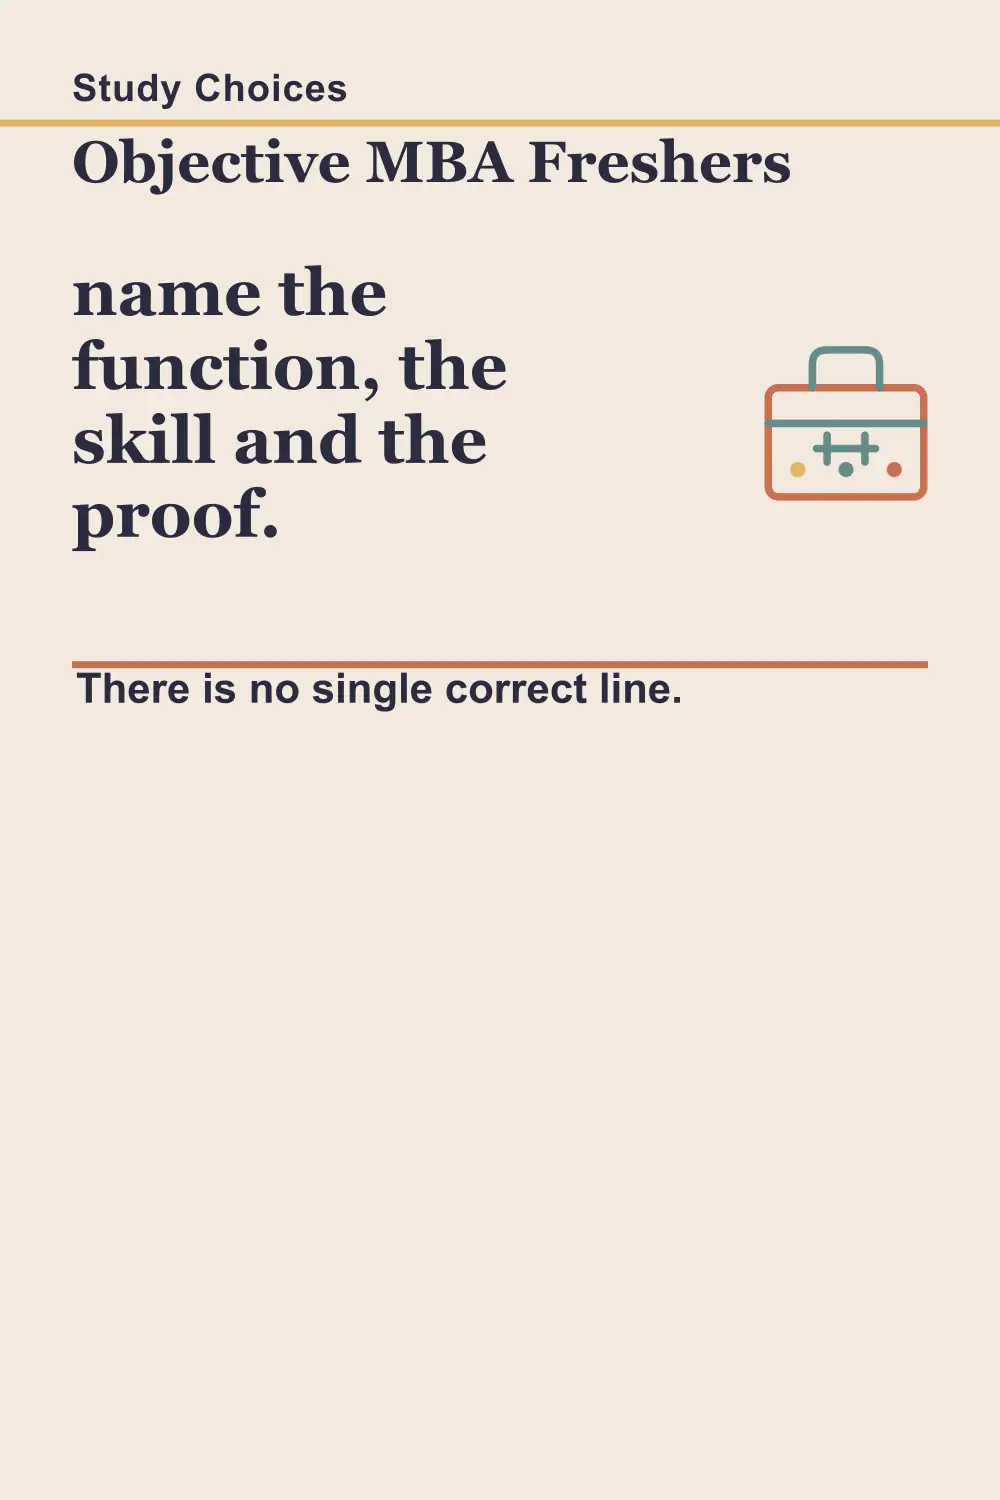 Study Choices
Objective MBA Freshers
name the
function, the
skill and the
proof.
There is no single correct line.